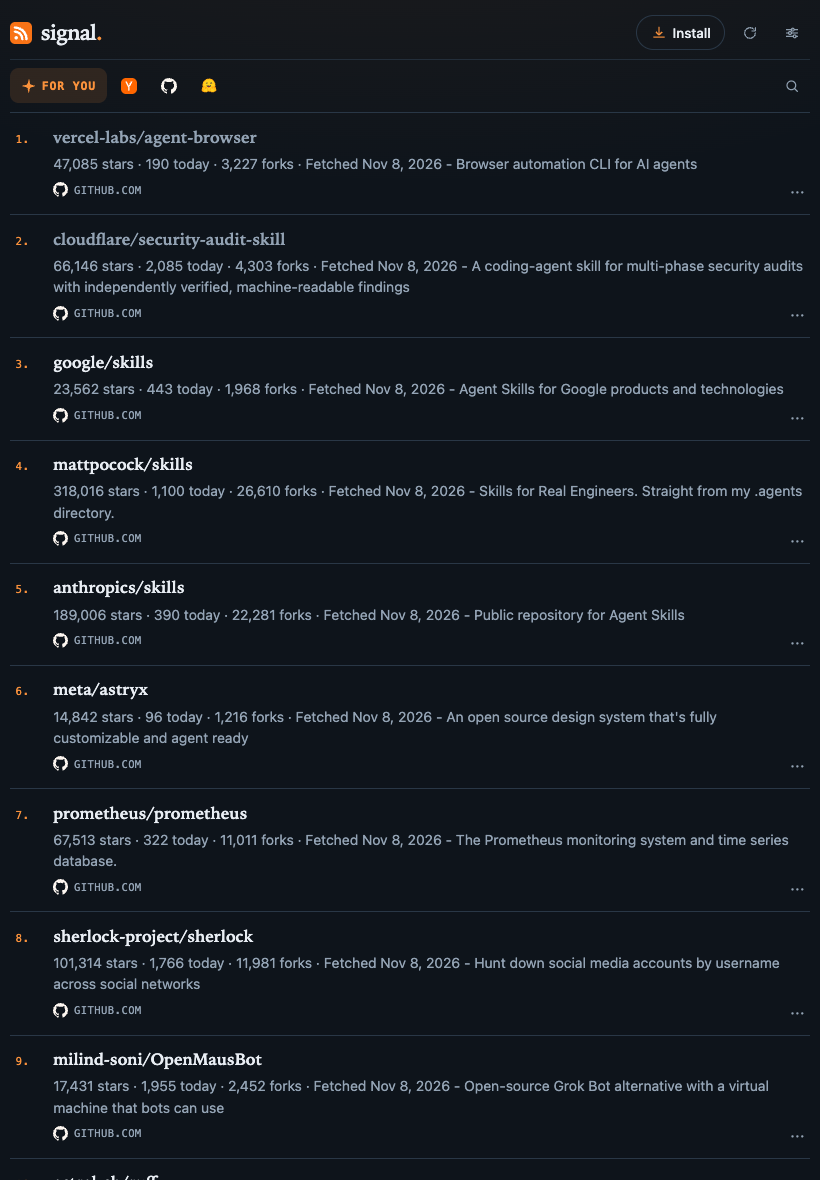 signal.
Install
FOR YOU
Y
1.
vercel-labs/agent-browser
47,085 stars · 190 today · 3,227 forks · Fetched Nov 8, 2026 - Browser automation CLI for AI agents
GITHUB.COM
2.
cloudflare/security-audit-skill
66,146 stars · 2,085 today · 4,303 forks · Fetched Nov 8, 2026 - A coding-agent skill for multi-phase security audits
with independently verified, machine-readable findings
GITHUB.COM
3.
google/skills
23,562 stars · 443 today · 1,968 forks · Fetched Nov 8, 2026 - Agent Skills for Google products and technologies
GITHUB.COM
4.
mattpocock/skills
318,016 stars · 1,100 today · 26,610 forks · Fetched Nov 8, 2026 - Skills for Real Engineers. Straight from my .agents
directory.
GITHUB.COM
5.
anthropics/skills
189,006 stars · 390 today · 22,281 forks · Fetched Nov 8, 2026 - Public repository for Agent Skills
GITHUB.COM
6.
meta/astryx
14,842 stars · 96 today · 1,216 forks · Fetched Nov 8, 2026 - An open source design system that's fully
customizable and agent ready
GITHUB.COM
7.
prometheus/prometheus
67,513 stars · 322 today · 11,011 forks · Fetched Nov 8, 2026 - The Prometheus monitoring system and time series
database.
GITHUB.COM
8.
sherlock-project/sherlock
101,314 stars · 1,766 today · 11,981 forks · Fetched Nov 8, 2026 - Hunt down social media accounts by username
across social networks
GITHUB.COM
9.
milind-soni/OpenMausBot
17,431 stars · 1,955 today · 2,452 forks · Fetched Nov 8, 2026 - Open-source Grok Bot alternative with a virtual
machine that bots can use
GITHUB.COM